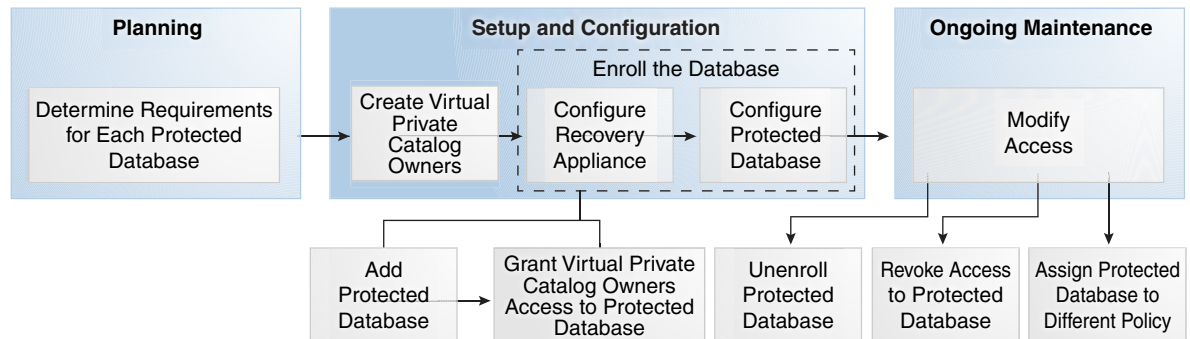 Planning
Determine Requirements
for Each Protected
Database
Setup and Configuration
Create Virtual
Private
Catalog
Owners
Enroll the Database
Configure
Recovery
Appliance
Configure
Protected
Database
Ongoing Maintenance
Modify
Access
Add
Protected
Database
Grant Virtual Private
Catalog Owners
Access to Protected
Database
Unenroll
Protected
Database
Revoke Access
to Protected
Database
Assign Protected
Database to
Different Policy